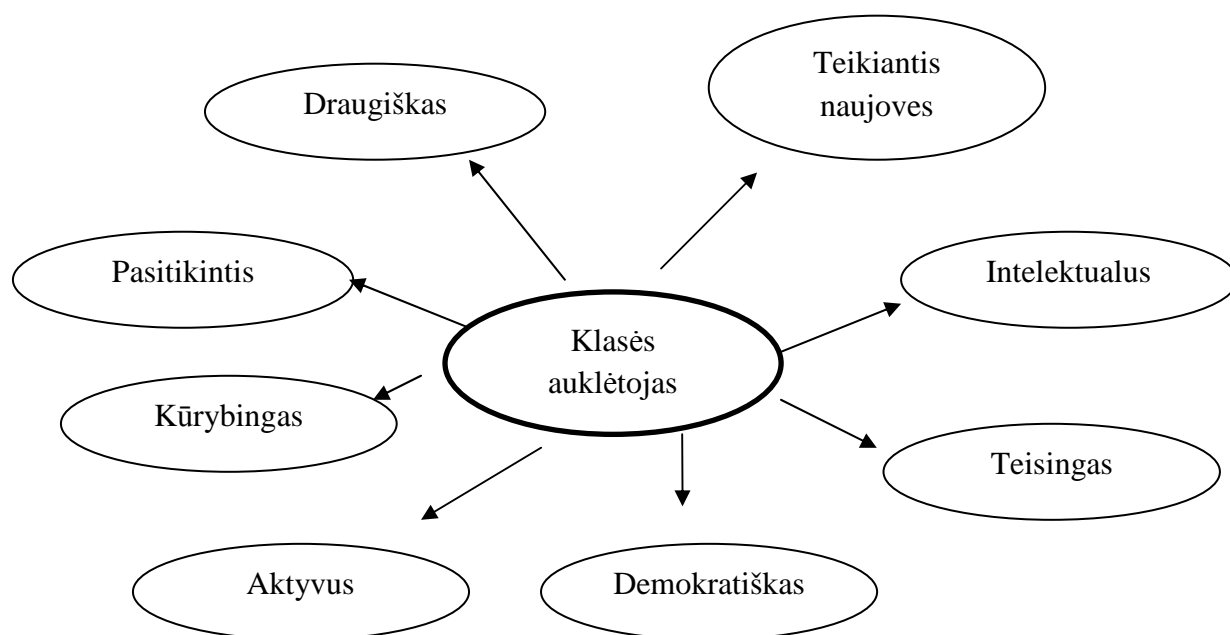 Teikiantis
naujoves
Draugiškas
Pasitikintis
Intelektualus
Klasės
auklėtojas
Kūrybingas
Teisingas
Aktyvus
Demokratiškas